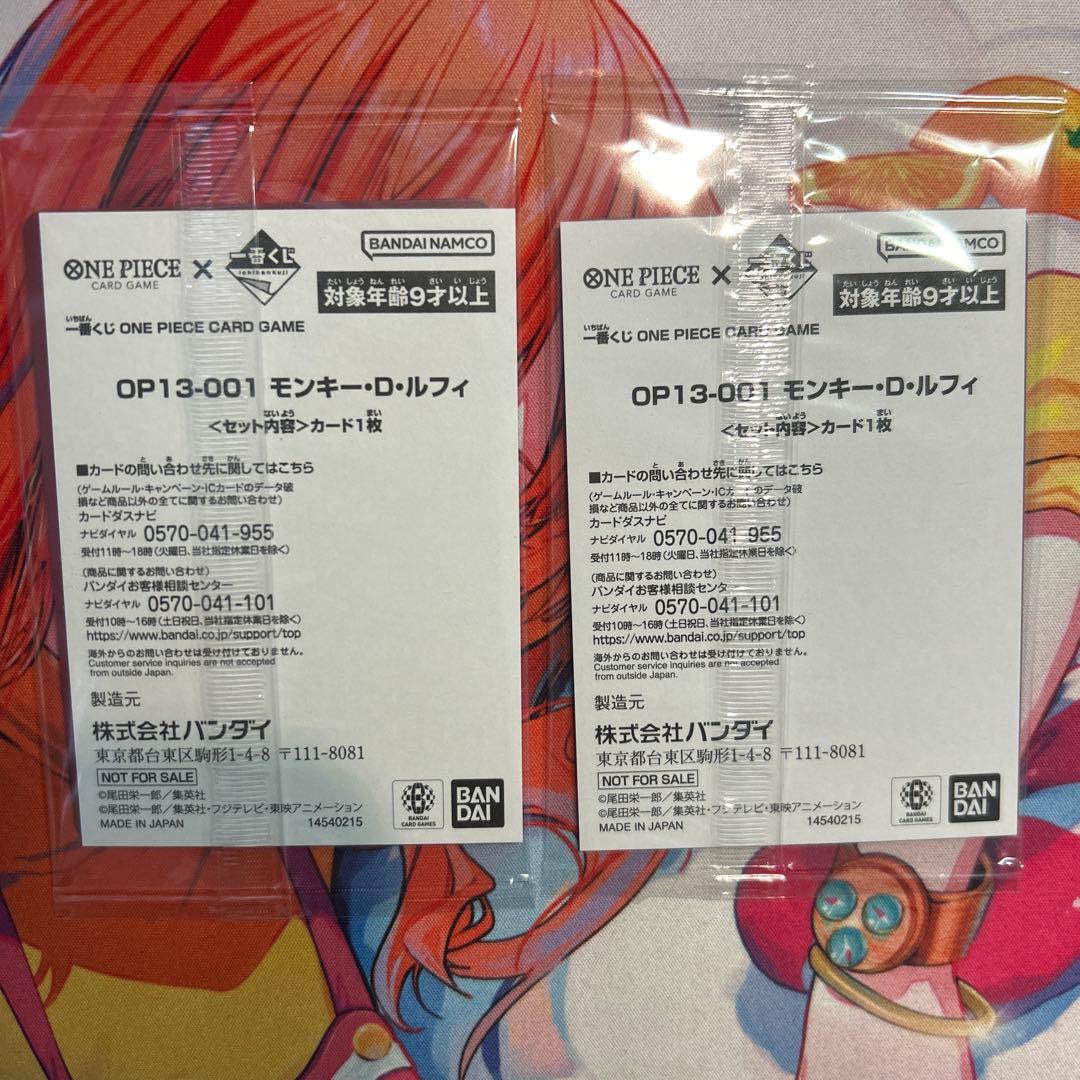 BANDAI NAMCO
ONE PIECE
CARD GAME
×
一番くじ
ichibankuji
たいしょうねんれい さい いじょう
対象年齢9才以上
いちばん
一番くじ ONE PIECE CARD GAME
OP13-001 モンキー・D・ルフィ
ないよう まい
<セット内容>カード1枚
と あ さき かん
■カードの問い合わせ先に関してはこちら
(ゲームルール・キャンペーン・ICカードのデータ破
損など商品以外の全てに関するお問い合わせ)
カードダスナビ
ナビダイヤル 0570-041-955
受付11時~18時(火曜日、当社指定休業日を除く)
(商品に関するお問い合わせ)
バンダイお客様相談センター
ナビダイヤル 0570-041-101
受付10時~16時(土日祝日、当社指定休業日を除く)
https://www.bandai.co.jp/support/top
海外からのお問い合わせは受け付けておりません。
Customer service inquiries are not accepted
from outside Japan.
製造元
株式会社バンダイ
東京都台東区駒形1-4-8 〒111-8081
NOT FOR SALE
©尾田栄一郎/集英社
©尾田栄一郎/集英社・フジテレビ・東映アニメーション
MADE IN JAPAN 14540215
BANDAI
CARD GAMES
BAN
DAI
BANDAI NAMCO
ONE PIECE
CARD GAME
×
一番くじ
ichibankuji
たいしょうねんれい さい いじょう
対象年齢9才以上
いちばん
一番くじ ONE PIECE CARD GAME
OP13-001 モンキー・D・ルフィ
ないよう まい
<セット内容>カード1枚
と あ さき かん
■カードの問い合わせ先に関してはこちら
(ゲームルール・キャンペーン・ICカードのデータ破
損など商品以外の全てに関するお問い合わせ)
カードダスナビ
ナビダイヤル 0570-041-955
受付11時~18時(火曜日、当社指定休業日を除く)
(商品に関するお問い合わせ)
バンダイお客様相談センター
ナビダイヤル 0570-041-101
受付10時~16時(土日祝日、当社指定休業日を除く)
https://www.bandai.co.jp/support/top
海外からのお問い合わせは受け付けておりません。
Customer service inquiries are not accepted
from outside Japan.
製造元
株式会社バンダイ
東京都台東区駒形1-4-8 〒111-8081
NOT FOR SALE
©尾田栄一郎/集英社
©尾田栄一郎/集英社・フジテレビ・東映アニメーション
MADE IN JAPAN 14540215
BANDAI
CARD GAMES
BAN
DAI